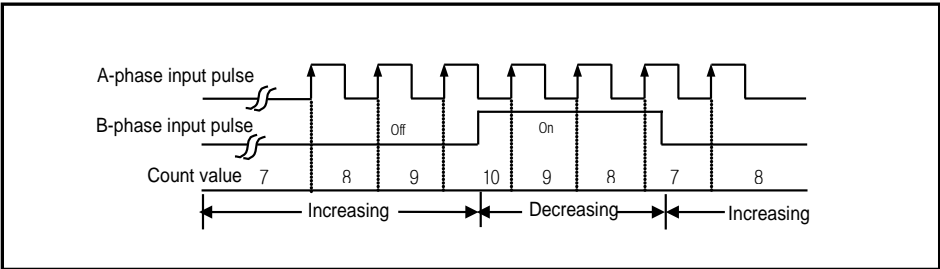 A-phase input pulse
B-phase input pulse
Off
On
Count value
7
8
9
10
9
8
7
8
Increasing
Decreasing
Increasing